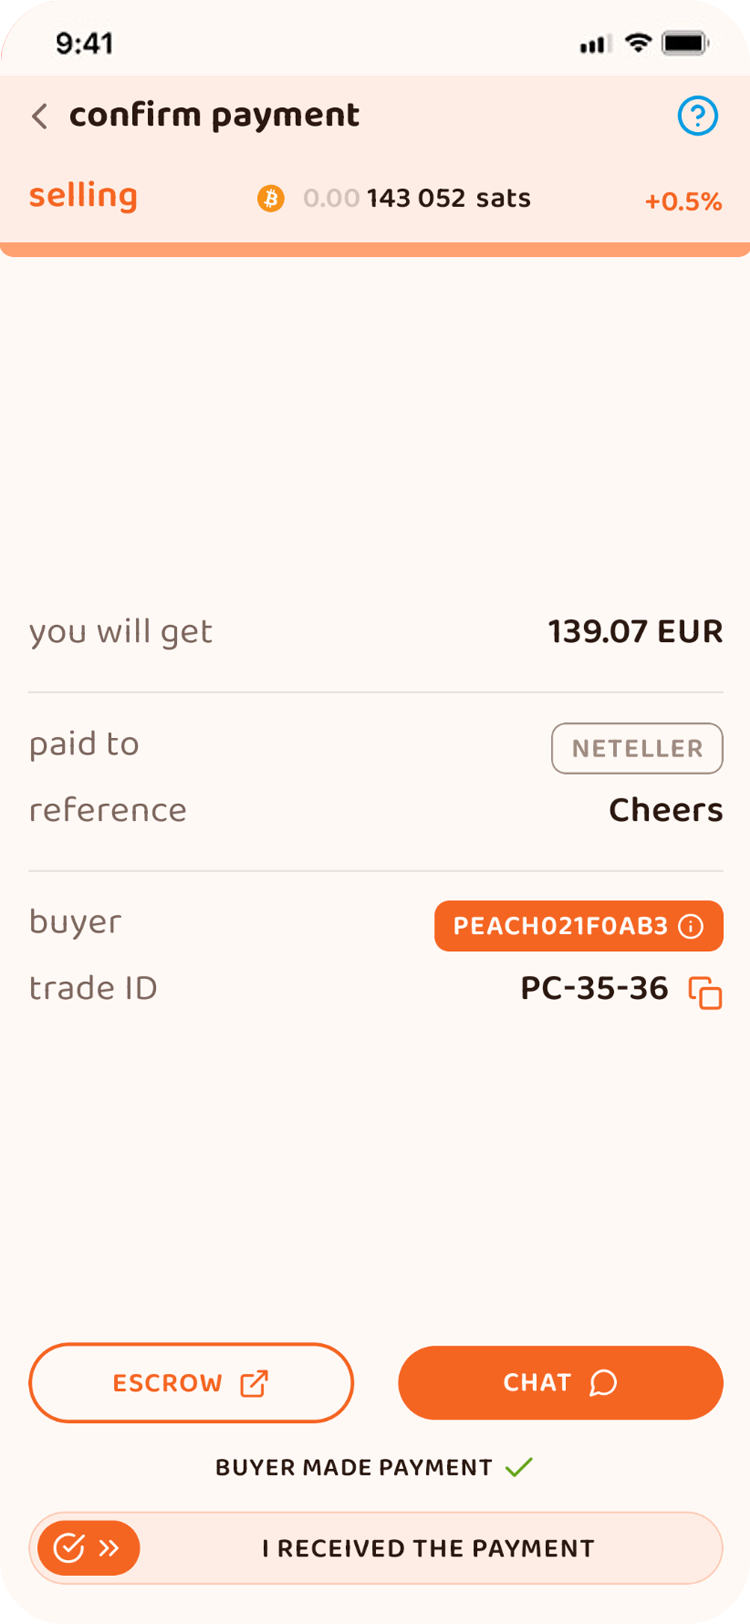 9:41
confirm payment
selling 0.00 143 052 sats +0.5%
you will get 139.07 EUR
paid to NETELLER
reference Cheers
buyer PEACH021F0AB3
trade ID PC-35-36
ESCROW CHAT
BUYER MADE PAYMENT
I RECEIVED THE PAYMENT